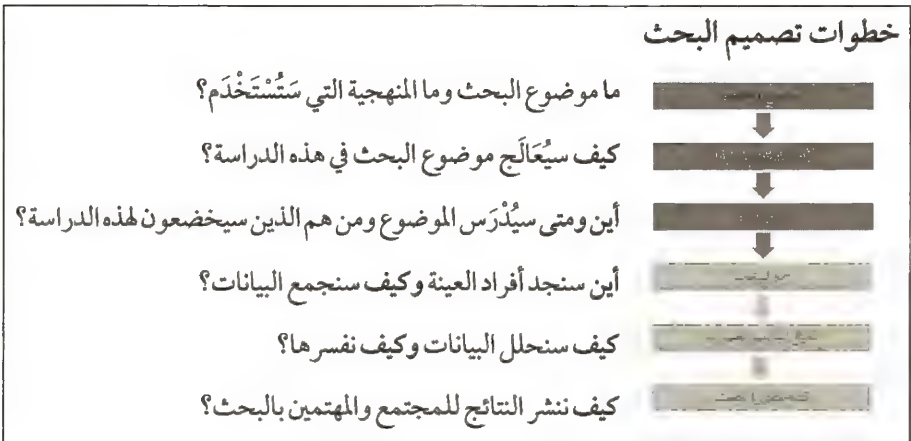 خطوات تصميم البحث
ما موضوع البحث وما المنهجية التي سَتُسْتَخْدَم؟
كيف سيُعَالَج موضوع البحث في هذه الدراسة؟
أين ومتى سيُدْرَس الموضوع ومن هم الذين سيخضعون لهذه الدراسة؟
أين سنجد أفراد العينة وكيف سنجمع البيانات؟
كيف سنحلل البيانات وكيف نفسرها؟
كيف ننشر النتائج للمجتمع والمهتمين بالبحث؟